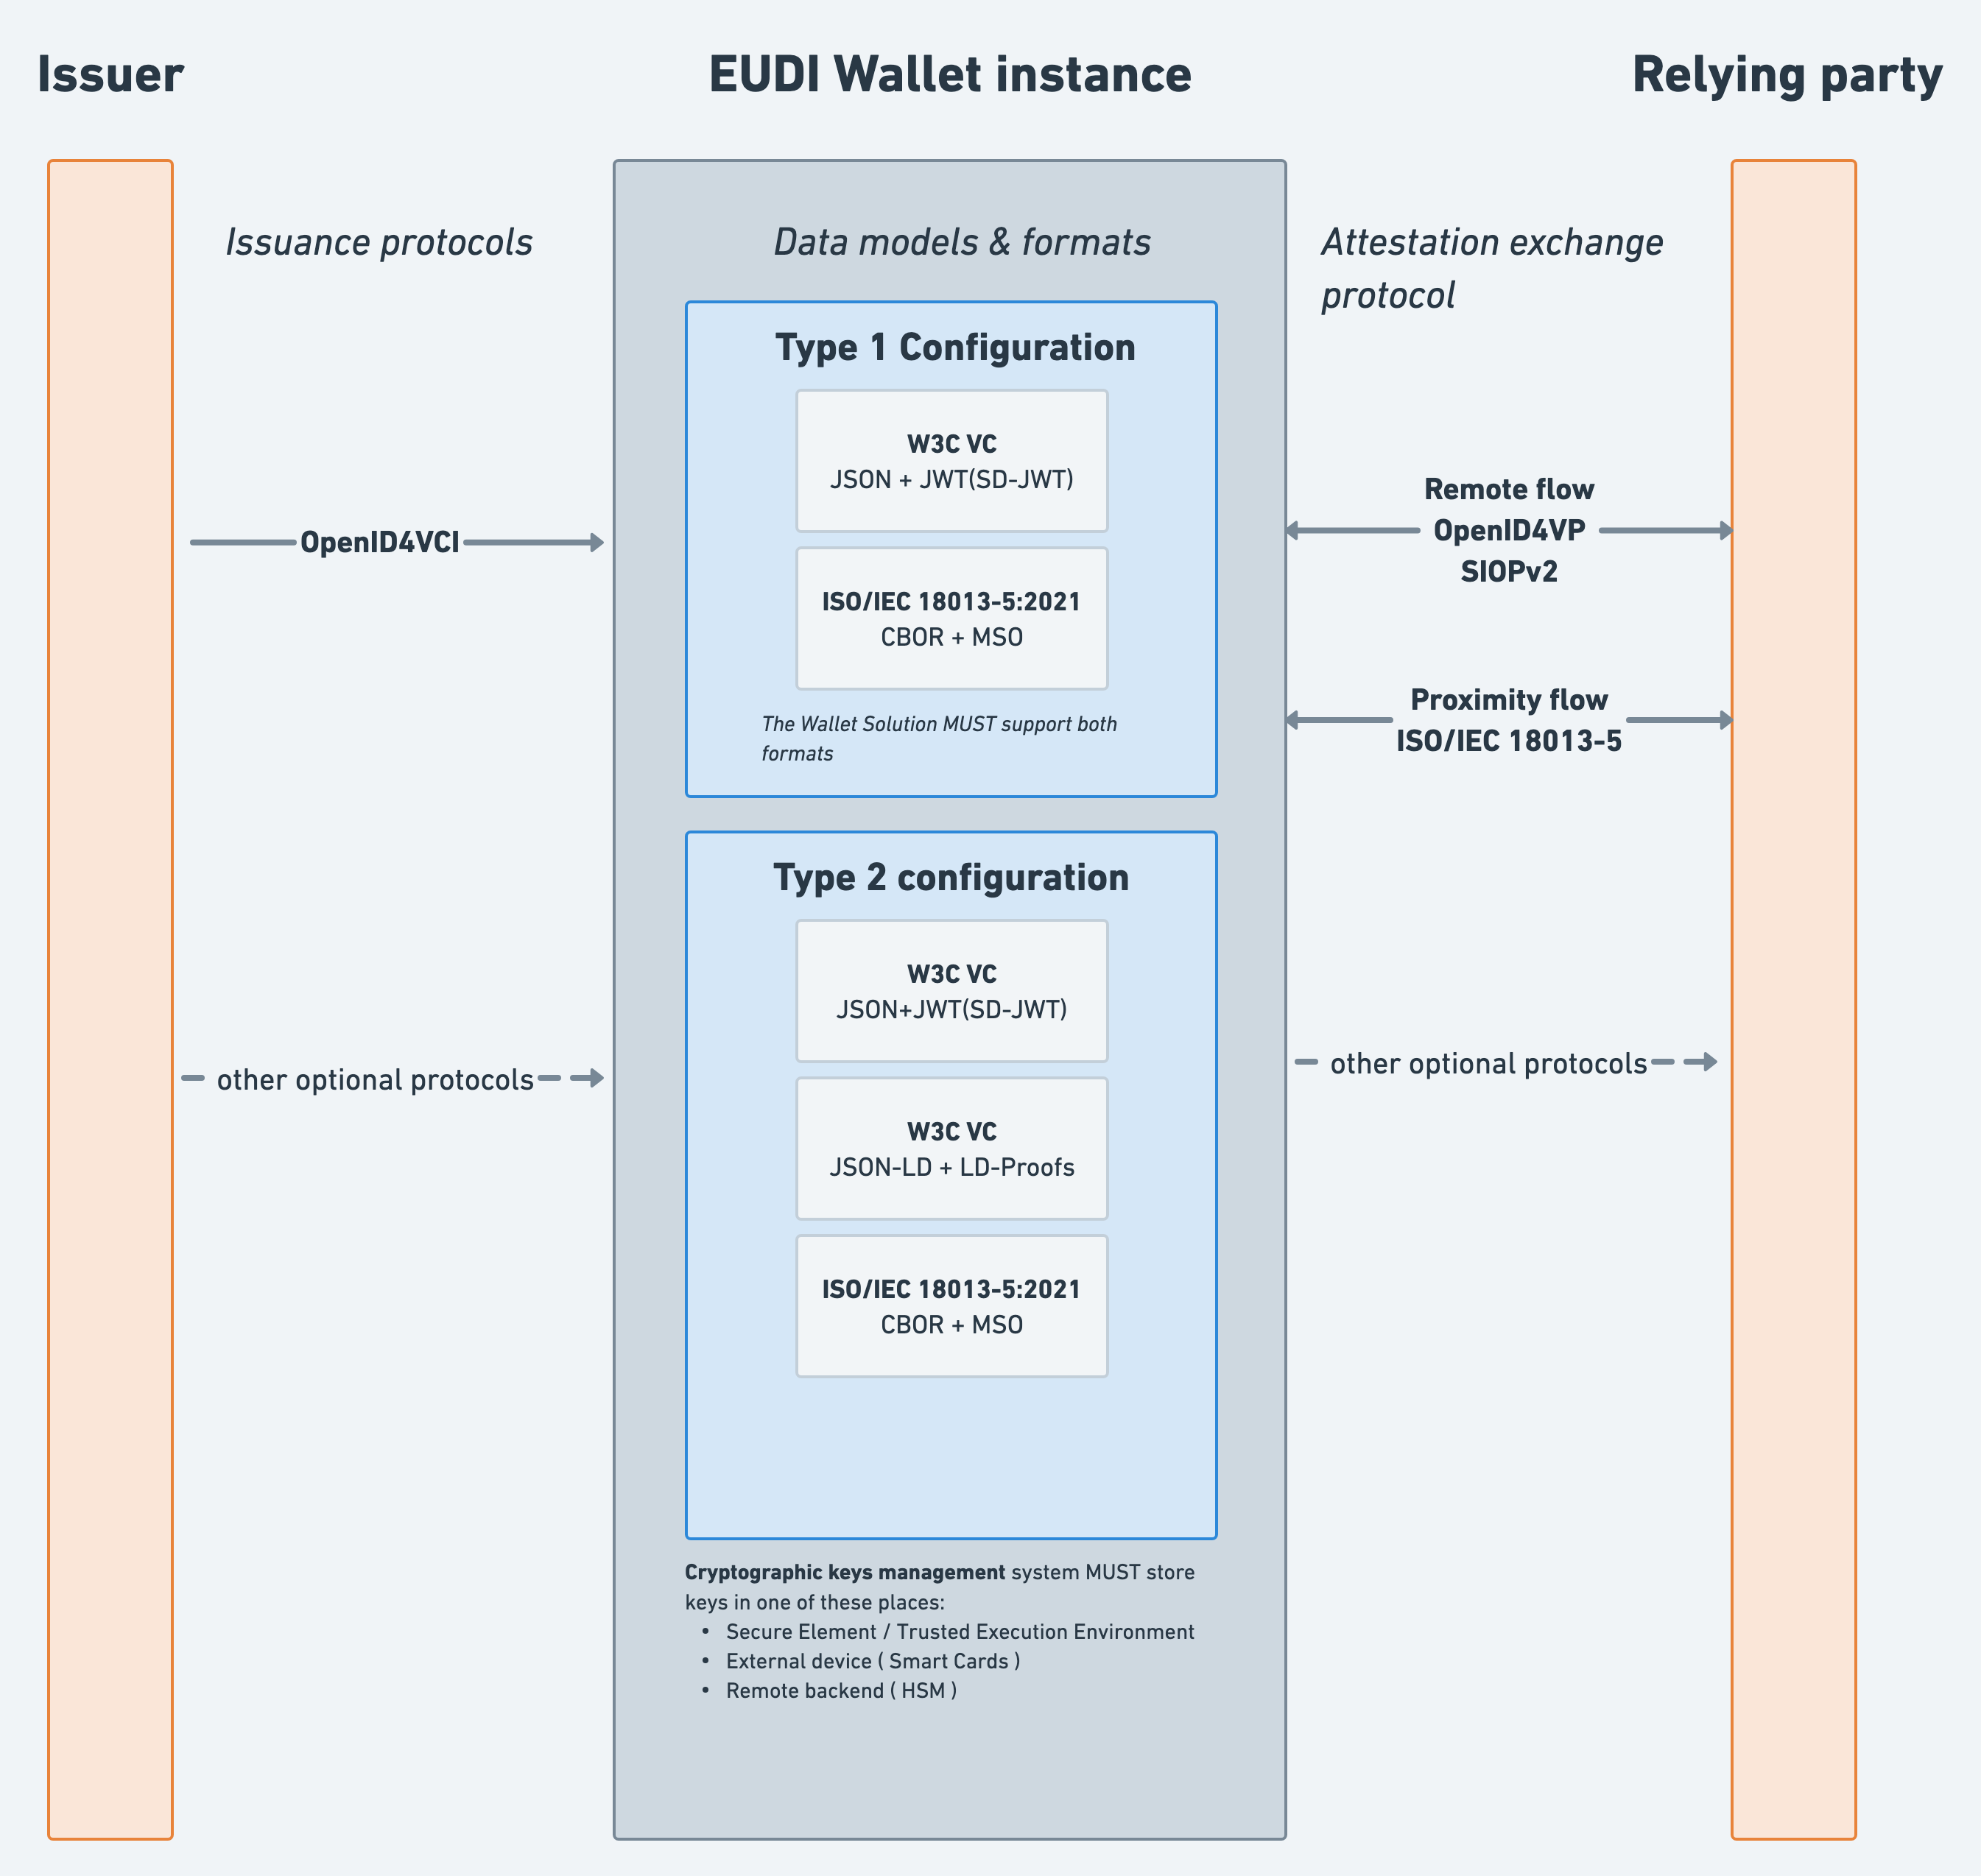 Issuer
EUDI Wallet instance
Relying party
Issuance protocols
Data models & formats
Attestation exchange
protocol
Type 1 Configuration
W3C VC
JSON + JWT(SD-JWT)
ISO/IEC 18013-5:2021
CBOR + MSO
The Wallet Solution MUST support both
formats
OpenID4VCI
Remote flow
OpenID4VP
SIOPv2
Proximity flow
ISO/IEC 18013-5
Type 2 configuration
W3C VC
JSON+JWT(SD-JWT)
W3C VC
JSON-LD + LD-Proofs
ISO/IEC 18013-5:2021
CBOR + MSO
other optional protocols
other optional protocols
Cryptographic keys management system MUST store
keys in one of these places:
• Secure Element / Trusted Execution Environment
• External device ( Smart Cards )
• Remote backend ( HSM )